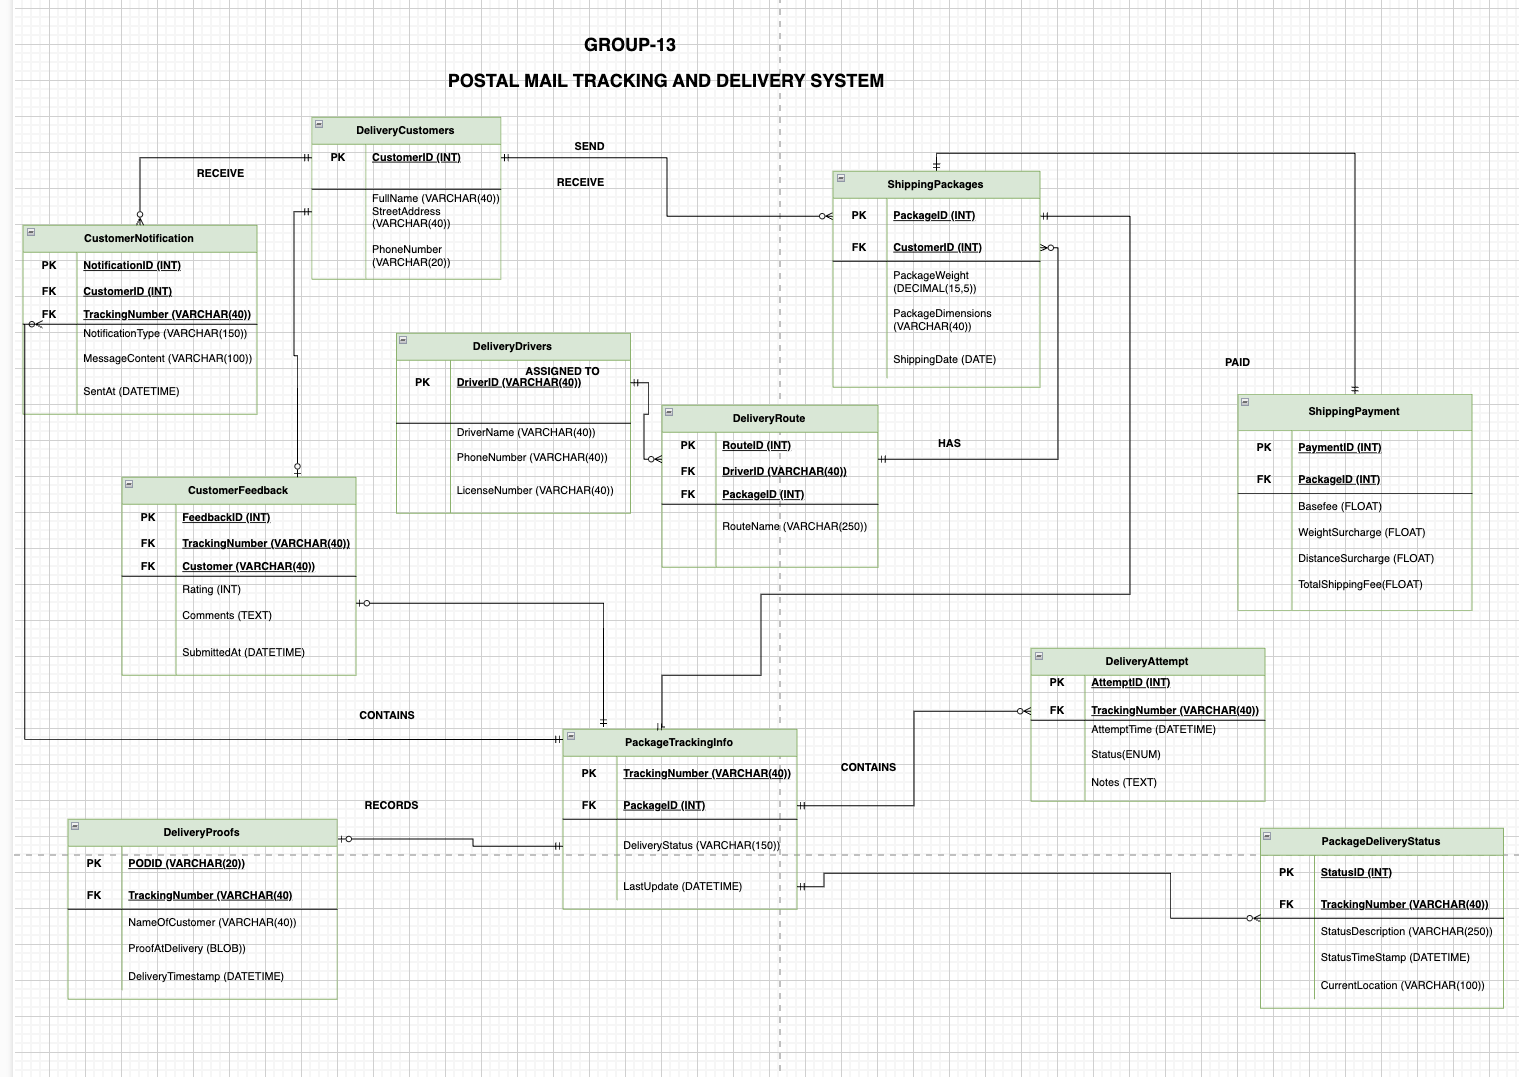 GROUP-13
POSTAL MAIL TRACKING AND DELIVERY SYSTEM
DeliveryCustomers
PK CustomerID (INT)
FullName (VARCHAR(40))
StreetAddress
(VARCHAR(40))
PhoneNumber
(VARCHAR(20))
SEND
RECEIVE
RECEIVE
ShippingPackages
PK PackageID (INT)
FK CustomerID (INT)
PackageWeight
(DECIMAL(15,5))
PackageDimensions
(VARCHAR(40))
ShippingDate (DATE)
CustomerNotification
PK NotificationID (INT)
FK CustomerID (INT)
FK TrackingNumber (VARCHAR(40))
NotificationType (VARCHAR(150))
MessageContent (VARCHAR(100))
SentAt (DATETIME)
DeliveryDrivers
ASSIGNED TO
PK DriverID (VARCHAR(40))
DriverName (VARCHAR(40))
PhoneNumber (VARCHAR(40))
LicenseNumber (VARCHAR(40))
DeliveryRoute
PK RouteID (INT)
FK DriverID (VARCHAR(40))
FK PackageID (INT)
RouteName (VARCHAR(250))
HAS
PAID
ShippingPayment
PK PaymentID (INT)
FK PackageID (INT)
Basefee (FLOAT)
WeightSurcharge (FLOAT)
DistanceSurcharge (FLOAT)
TotalShippingFee(FLOAT)
CustomerFeedback
PK FeedbackID (INT)
FK TrackingNumber (VARCHAR(40))
FK Customer (VARCHAR(40))
Rating (INT)
Comments (TEXT)
SubmittedAt (DATETIME)
CONTAINS
PackageTrackingInfo
PK TrackingNumber (VARCHAR(40))
FK PackageID (INT)
DeliveryStatus (VARCHAR(150))
LastUpdate (DATETIME)
CONTAINS
DeliveryAttempt
PK AttemptID (INT)
FK TrackingNumber (VARCHAR(40))
AttemptTime (DATETIME)
Status(ENUM)
Notes (TEXT)
RECORDS
DeliveryProofs
PK PODID (VARCHAR(20))
FK TrackingNumber (VARCHAR(40)
NameOfCustomer (VARCHAR(40))
ProofAtDelivery (BLOB))
DeliveryTimestamp (DATETIME)
PackageDeliveryStatus
PK StatusID (INT)
FK TrackingNumber (VARCHAR(40))
StatusDescription (VARCHAR(250))
StatusTimeStamp (DATETIME)
CurrentLocation (VARCHAR(100))